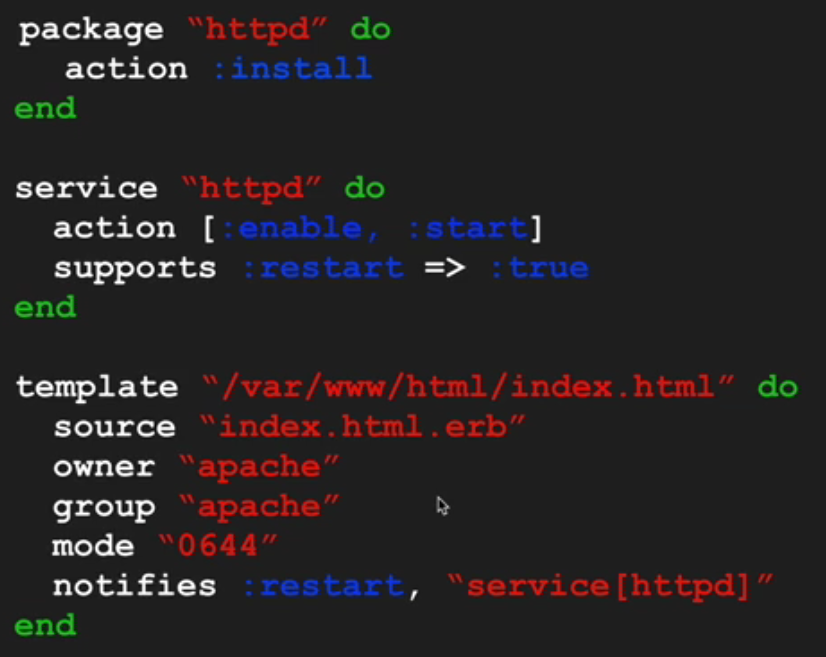 package “httpd” do
action :install
end
service “httpd” do
action [:enable, :start]
supports :restart => :true
end
template “/var/www/html/index.html” do
source “index.html.erb”
owner “apache”
group “apache”
mode “0644”
notifies :restart, “service[httpd]”
end